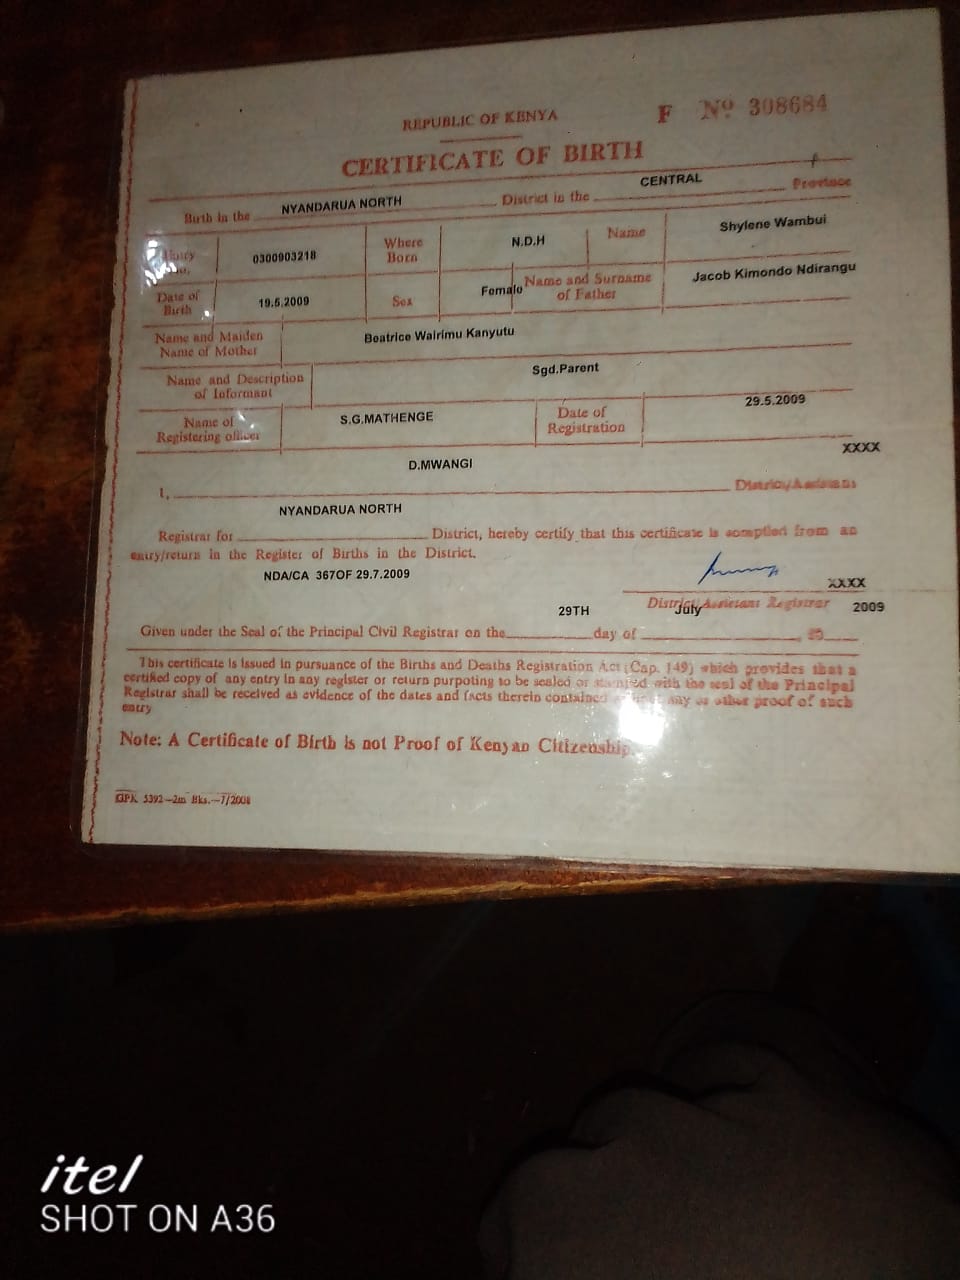 REPUBLIC OF KENYA
F Nº 308684
CERTIFICATE OF BIRTH
Birth in the NYANDARUA NORTH District in the CENTRAL Province
Entry No. 0300903218 Where Born N.D.H Name Shylene Wambui
Date of Birth 19.5.2009 Sex Female Name and Surname of Father Jacob Kimondo Ndirangu
Name and Maiden Name of Mother Beatrice Wairimu Kanyutu
Name and Description of Informant Sgd.Parent
Name of Registering officer S.G.MATHENGE Date of Registration 29.5.2009
XXXX
I, D.MWANGI District/Assistant
Registrar for NYANDARUA NORTH District, hereby certify that this certificate is compiled from an
entry/return in the Register of Births in the District.
NDA/CA 367OF 29.7.2009
XXXX
District/Assistant Registrar
Given under the Seal of the Principal Civil Registrar on the 29TH day of July 2009
This certificate is issued in pursuance of the Births and Deaths Registration Act (Cap. 149) which provides that a
certified copy of any entry in any register or return purpoting to be sealed or stamped with the seal of the Principal
Registrar shall be received as evidence of the dates and facts therein contained any or other proof of such
entry
Note: A Certificate of Birth is not Proof of Kenyan Citizenship.
GPK 5392—2m Bks.—7/2008
itel
SHOT ON A36